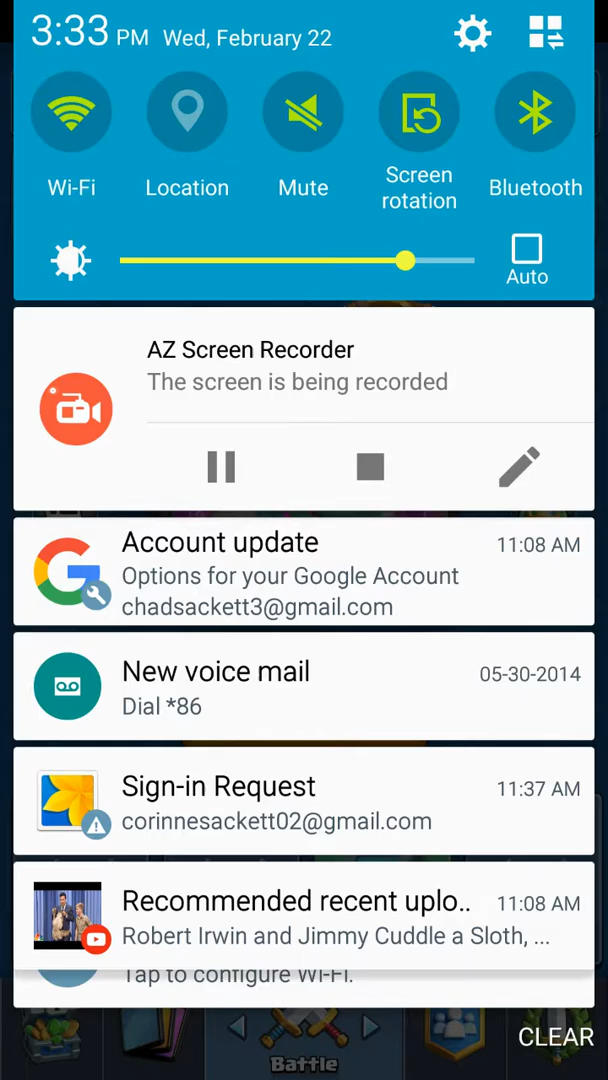 3:33 PM Wed, February 22
Wi-Fi
Location
Mute
Screen
rotation
Bluetooth
Auto
AZ Screen Recorder
The screen is being recorded
Account update
11:08 AM
Options for your Google Account
chadsackett3@gmail.com
New voice mail
05-30-2014
Dial *86
Sign-in Request
11:37 AM
corinnesackett02@gmail.com
Recommended recent uplo..
11:08 AM
Robert Irwin and Jimmy Cuddle a Sloth, ...
Tap to configure Wi-Fi.
CLEAR
Battle